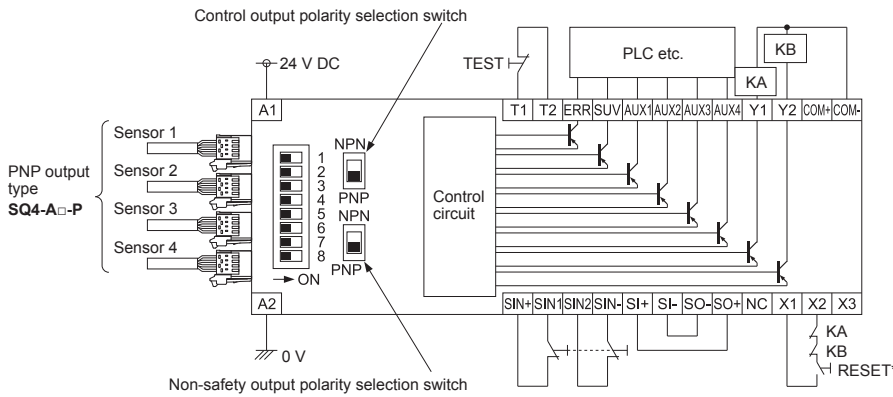 Control output polarity selection switch
24 V DC
TEST
PLC etc.
KA
KB
A1
T1 T2 ERR SUV AUX1 AUX2 AUX3 AUX4 Y1 Y2 COM+ COM-
PNP output
type
SQ4-A□-P
Sensor 1
Sensor 2
Sensor 3
Sensor 4
1
2
3
4
5
6
7
8
→ ON
NPN
PNP
NPN
PNP
Control
circuit
A2
SIN+ SIN1 SIN2 SIN- SI+ SI- SO- SO+ NC X1 X2 X3
0 V
KA
KB
RESET*
Non-safety output polarity selection switch